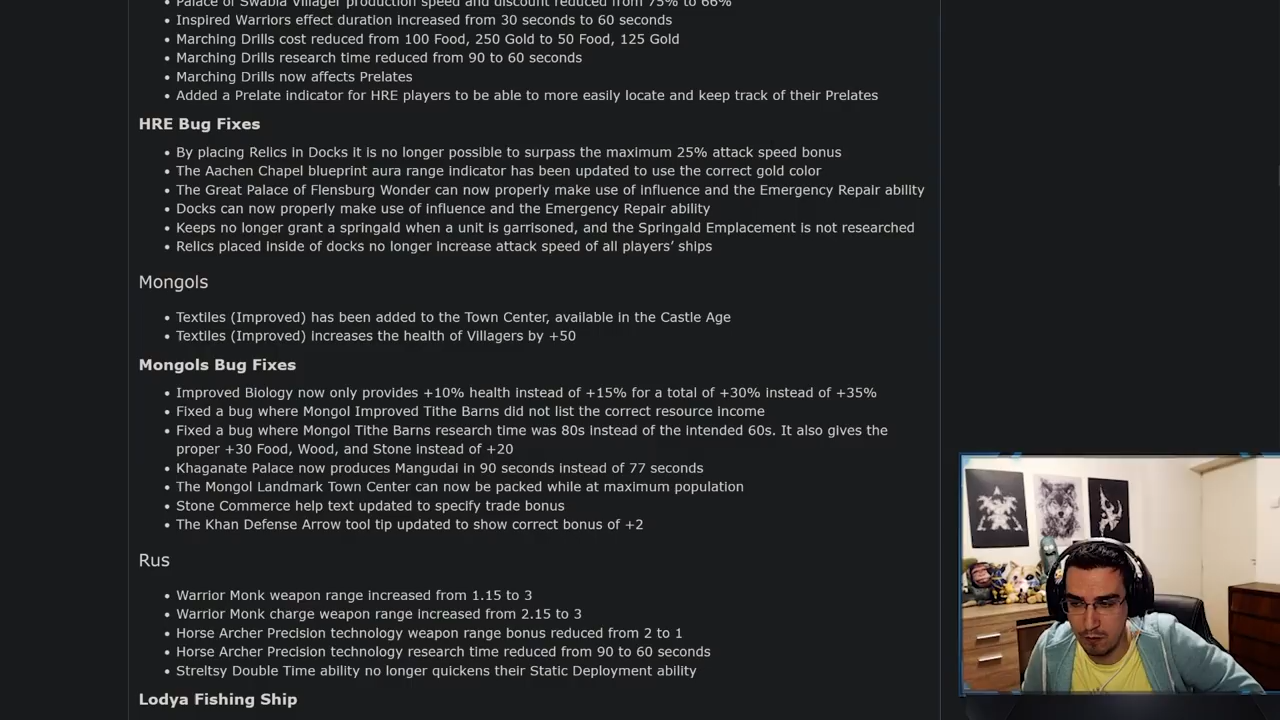 Palace of Swabia Villager production speed and discount reduced from 75% to 66%
• Inspired Warriors effect duration increased from 30 seconds to 60 seconds
• Marching Drills cost reduced from 100 Food, 250 Gold to 50 Food, 125 Gold
• Marching Drills research time reduced from 90 to 60 seconds
• Marching Drills now affects Prelates
• Added a Prelate indicator for HRE players to be able to more easily locate and keep track of their Prelates
HRE Bug Fixes
• By placing Relics in Docks it is no longer possible to surpass the maximum 25% attack speed bonus
• The Aachen Chapel blueprint aura range indicator has been updated to use the correct gold color
• The Great Palace of Flensburg Wonder can now properly make use of influence and the Emergency Repair ability
• Docks can now properly make use of influence and the Emergency Repair ability
• Keeps no longer grant a springald when a unit is garrisoned, and the Springald Emplacement is not researched
• Relics placed inside of docks no longer increase attack speed of all players’ ships
Mongols
• Textiles (Improved) has been added to the Town Center, available in the Castle Age
• Textiles (Improved) increases the health of Villagers by +50
Mongols Bug Fixes
• Improved Biology now only provides +10% health instead of +15% for a total of +30% instead of +35%
• Fixed a bug where Mongol Improved Tithe Barns did not list the correct resource income
• Fixed a bug where Mongol Tithe Barns research time was 80s instead of the intended 60s. It also gives the
proper +30 Food, Wood, and Stone instead of +20
• Khaganate Palace now produces Mangudai in 90 seconds instead of 77 seconds
• The Mongol Landmark Town Center can now be packed while at maximum population
• Stone Commerce help text updated to specify trade bonus
• The Khan Defense Arrow tool tip updated to show correct bonus of +2
Rus
• Warrior Monk weapon range increased from 1.15 to 3
• Warrior Monk charge weapon range increased from 2.15 to 3
• Horse Archer Precision technology weapon range bonus reduced from 2 to 1
• Horse Archer Precision technology research time reduced from 90 to 60 seconds
• Streltsy Double Time ability no longer quickens their Static Deployment ability
Lodya Fishing Ship